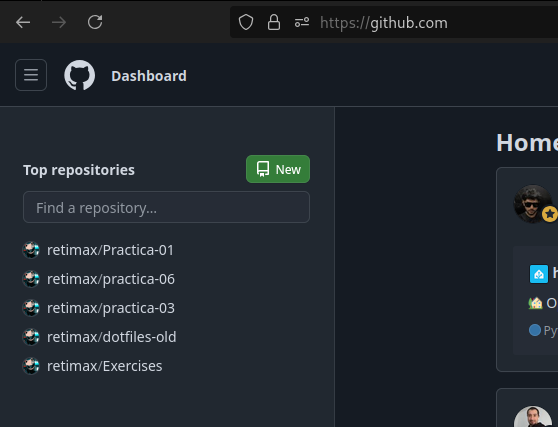 https://github.com
Dashboard
Top repositories
New
Find a repository...
retimax/Practica-01
retimax/practica-06
retimax/practica-03
retimax/dotfiles-old
retimax/Exercises
Home
h
O
Py